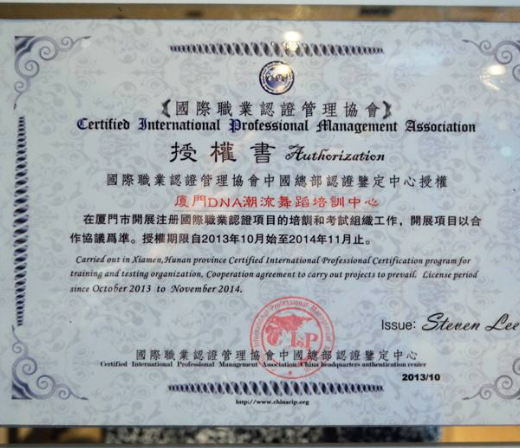 《國際職業認證管理協會》
Certified International Professional Management Association
授權書 Authorization
國際職業認證管理協會中國總部認證鑒定中心授權
廈門DNA潮流舞蹈培訓中心
在廈門市開展注册國際職業認證項目的培訓和考試組織工作，開展項目以合
作協議爲準。授權期限自2013年10月始至2014年11月止。
Carried out in Xiamen,Hunan province Certified International Professional Certification program for
training and testing organization, Cooperation agreement to carry out projects to prevail. License period
since October 2013 to November 2014.
Issue: Steven Lee
國際職業認證管理協會中國總部認證鑒定中心
Certified International Professional Management Association China headquarters authentication center
2013/10
http://www.chinacip.org